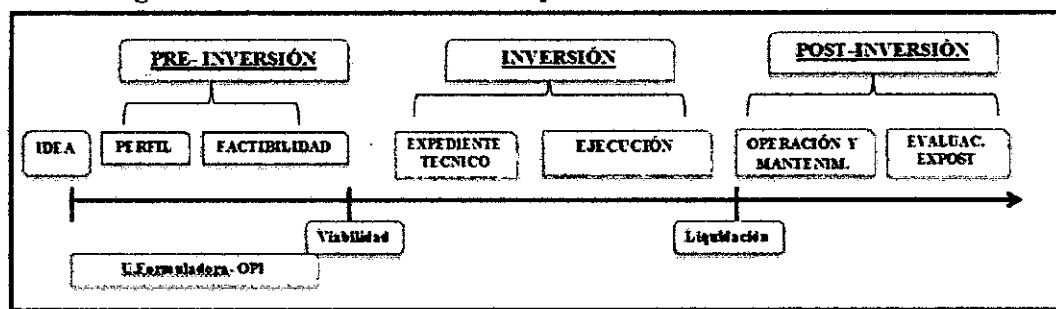 PRE- INVERSIÓN
INVERSIÓN
POST-INVERSIÓN
IDEA
PERFIL
FACTIBILIDAD
EXPEDIENTE
TECNICO
EJECUCIÓN
OPERACIÓN Y
MANTENIM.
EVALUAC.
EXPOST
Viabilidad
Liquidación
U.Formuladora- OPI